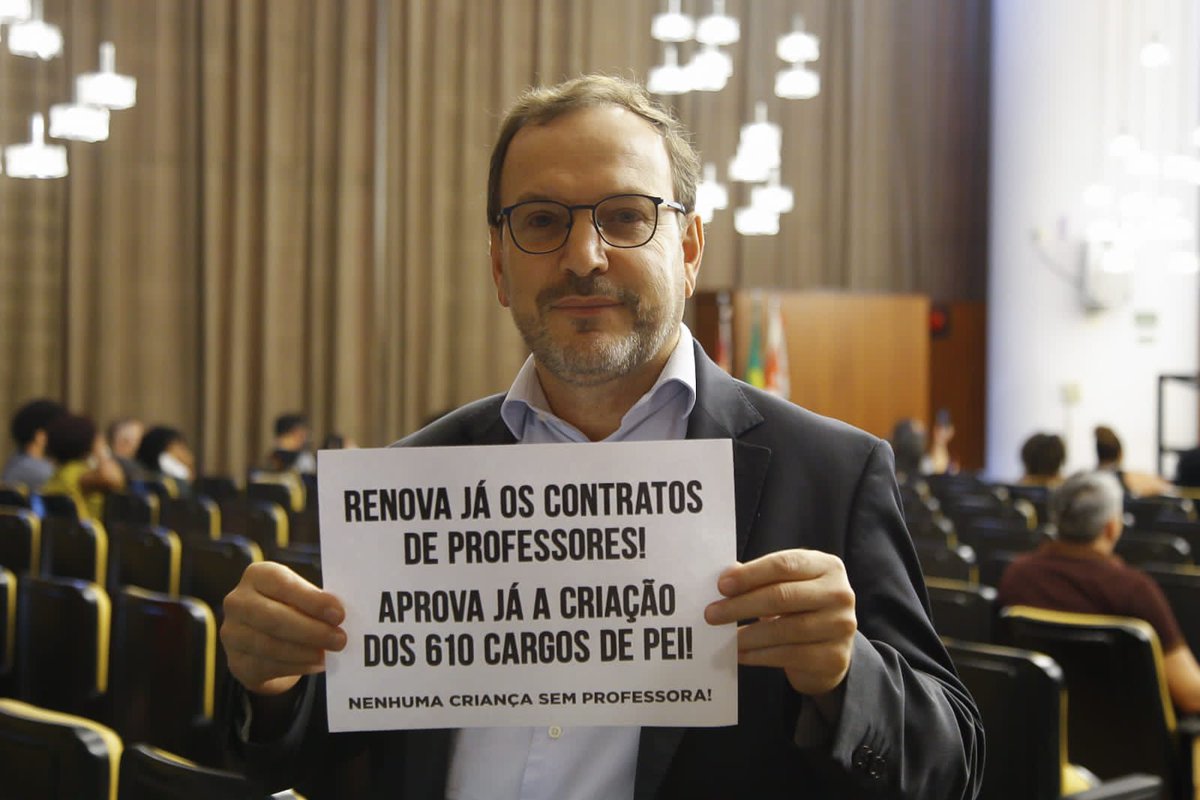 RENOVA JÁ OS CONTRATOS
DE PROFESSORES!
APROVA JÁ A CRIAÇÃO
DOS 610 CARGOS DE PEI!
NENHUMA CRIANÇA SEM PROFESSORA!